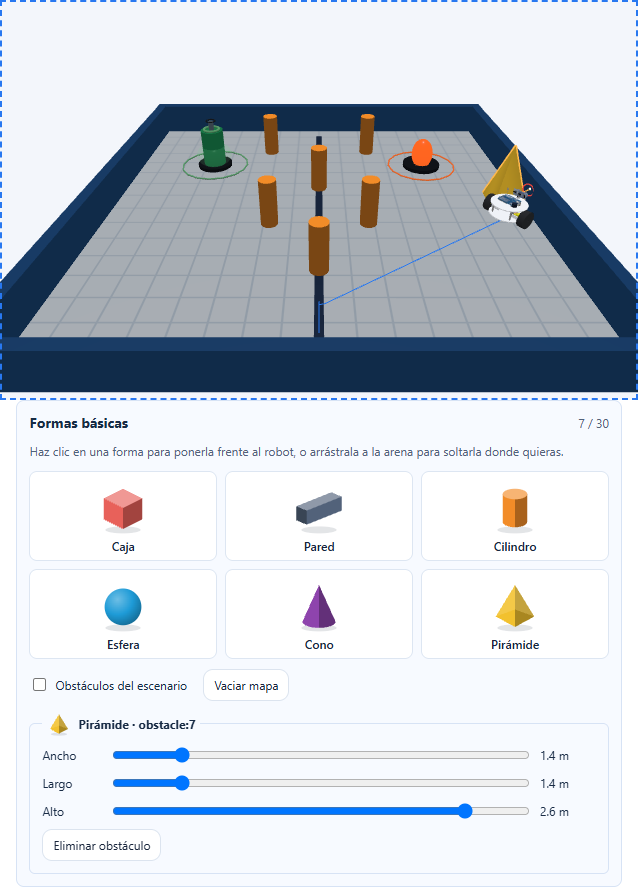 Formas básicas
7 / 30
Haz clic en una forma para ponerla frente al robot, o arrástrala a la arena para soltarla donde quieras.
Caja
Pared
Cilindro
Esfera
Cono
Pirámide
Obstáculos del escenario
Vaciar mapa
Pirámide · obstacle:7
Ancho
1.4 m
Largo
1.4 m
Alto
2.6 m
Eliminar obstáculo